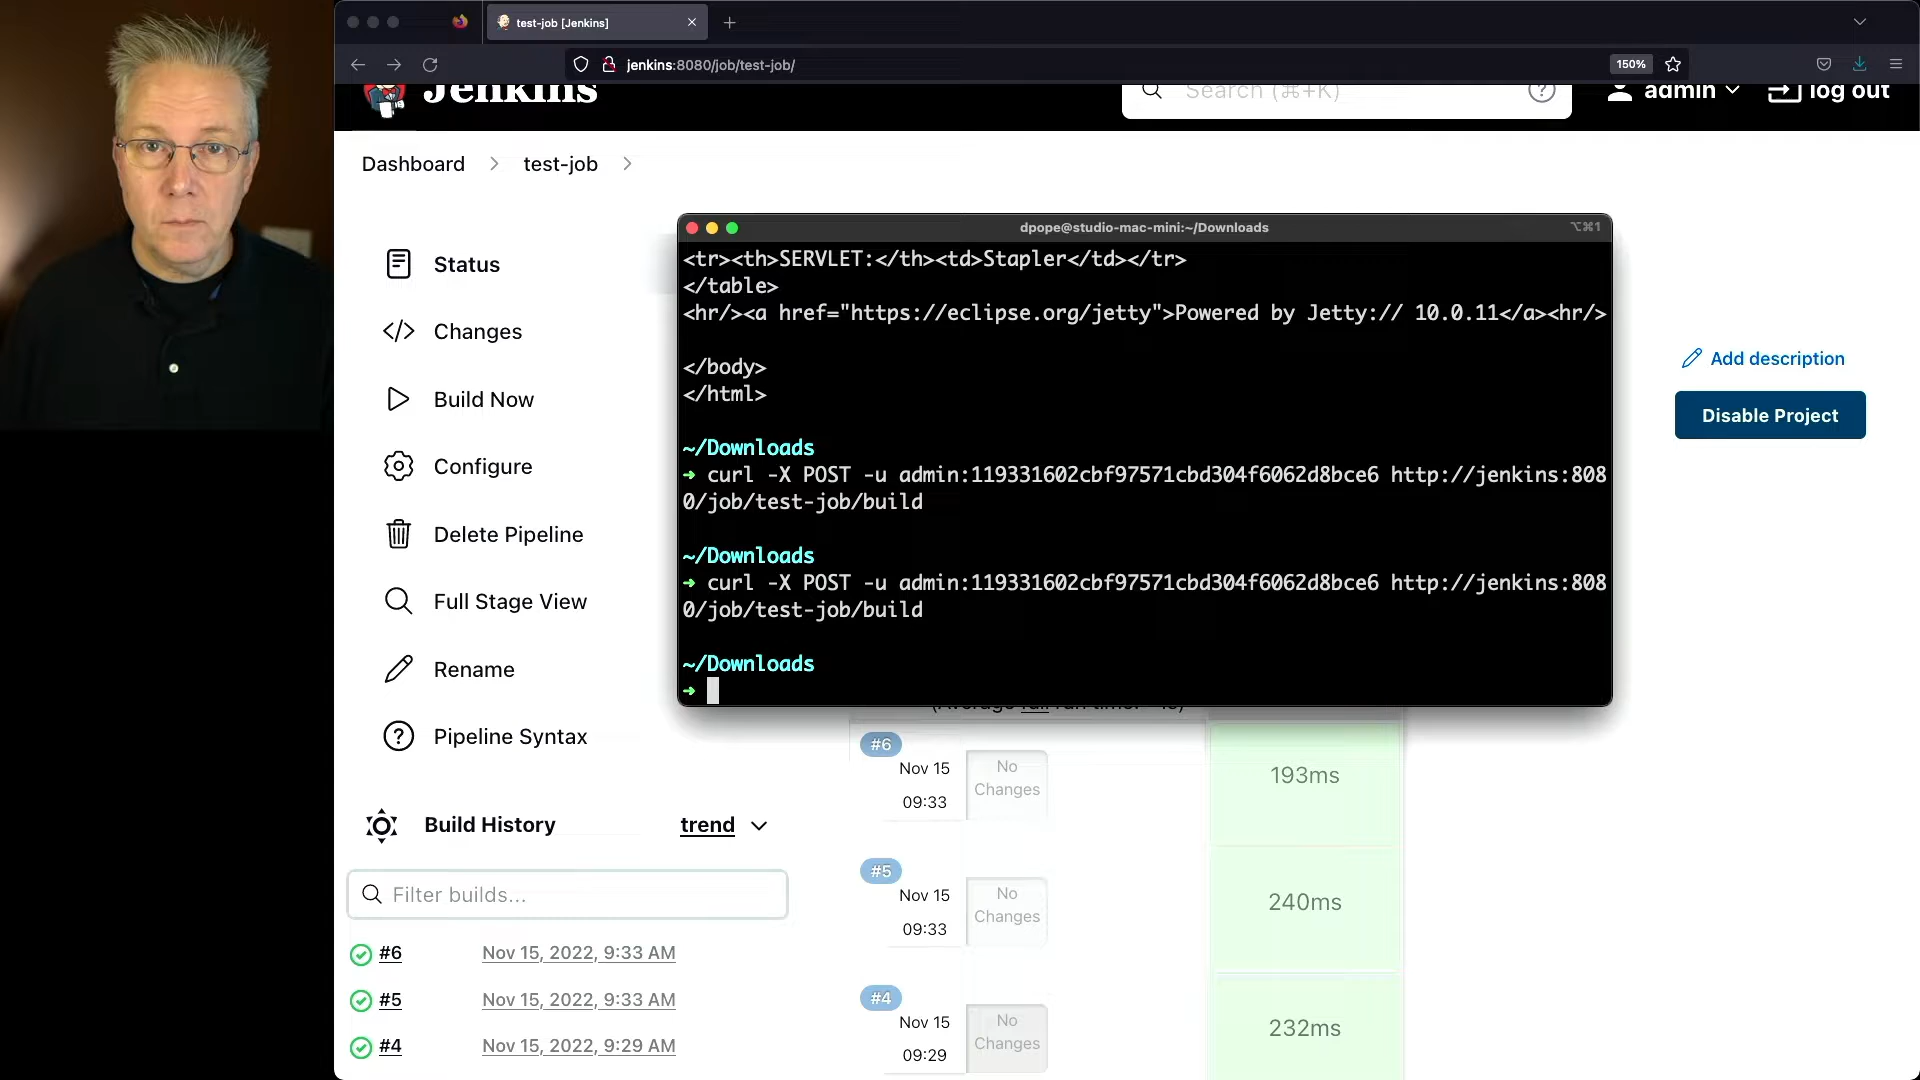 test-job [Jenkins]
jenkins:8080/job/test-job/
150%
Jenkins
Search (⌘+K)
admin
log out
Dashboard
test-job
dpope@studio-mac-mini:~/Downloads
⌥⌘1
<tr><th>SERVLET:</th><td>Stapler</td></tr>
</table>
<hr/><a href="https://eclipse.org/jetty">Powered by Jetty:// 10.0.11</a><hr/>
</body>
</html>
~/Downloads
➜ curl -X POST -u admin:119331602cbf97571cbd304f6062d8bce6 http://jenkins:808
0/job/test-job/build
~/Downloads
➜ curl -X POST -u admin:119331602cbf97571cbd304f6062d8bce6 http://jenkins:808
0/job/test-job/build
~/Downloads
➜
Status
Changes
Build Now
Configure
Delete Pipeline
Full Stage View
Rename
Pipeline Syntax
Add description
Disable Project
Build History
trend
Filter builds...
#6 Nov 15, 2022, 9:33 AM
#5 Nov 15, 2022, 9:33 AM
#4 Nov 15, 2022, 9:29 AM
#6
Nov 15
09:33
No
Changes
193ms
#5
Nov 15
09:33
No
Changes
240ms
#4
Nov 15
09:29
No
Changes
232ms